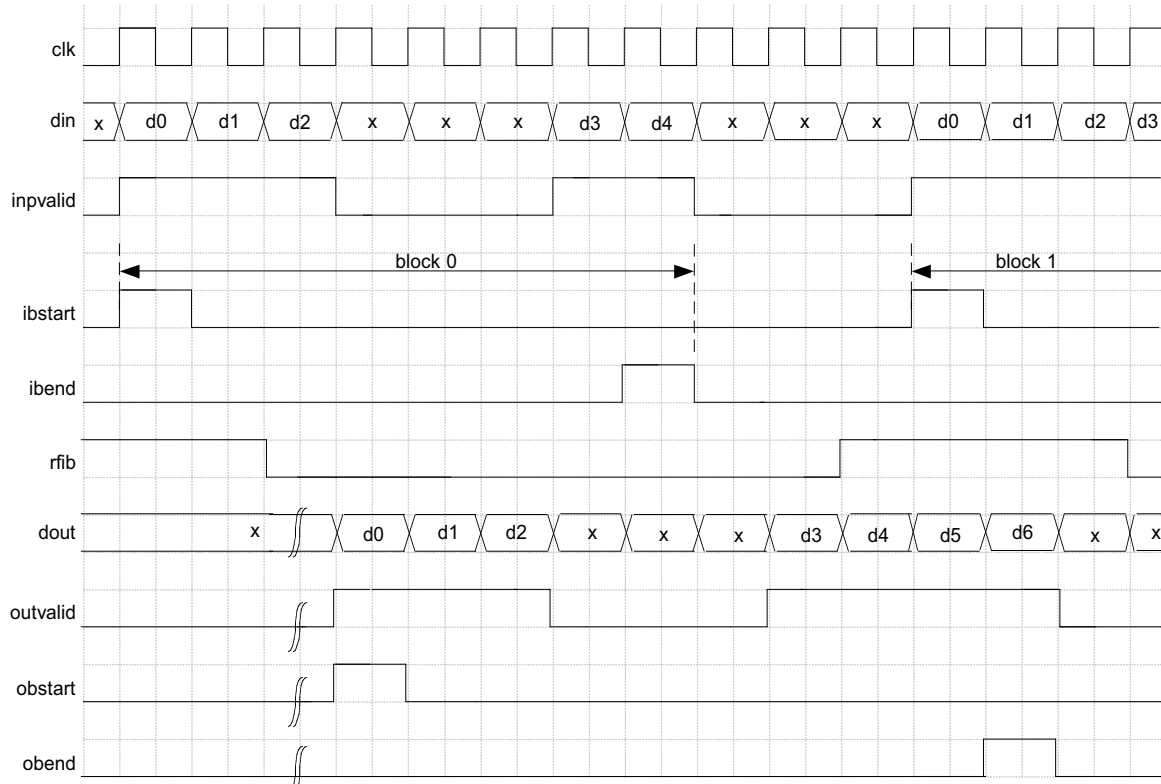 clk
din x d0 d1 d2 x x x d3 d4 x x x d0 d1 d2 d3
inpvalid
block 0 block 1
ibstart
ibend
rfib
dout x d0 d1 d2 x x x d3 d4 d5 d6 x x
outvalid
obstart
obend